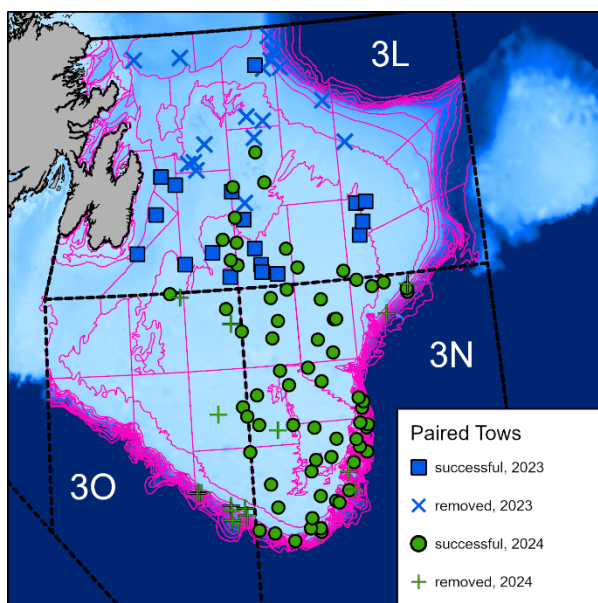 3L
3N
3O
Paired Tows
successful, 2023
removed, 2023
successful, 2024
removed, 2024